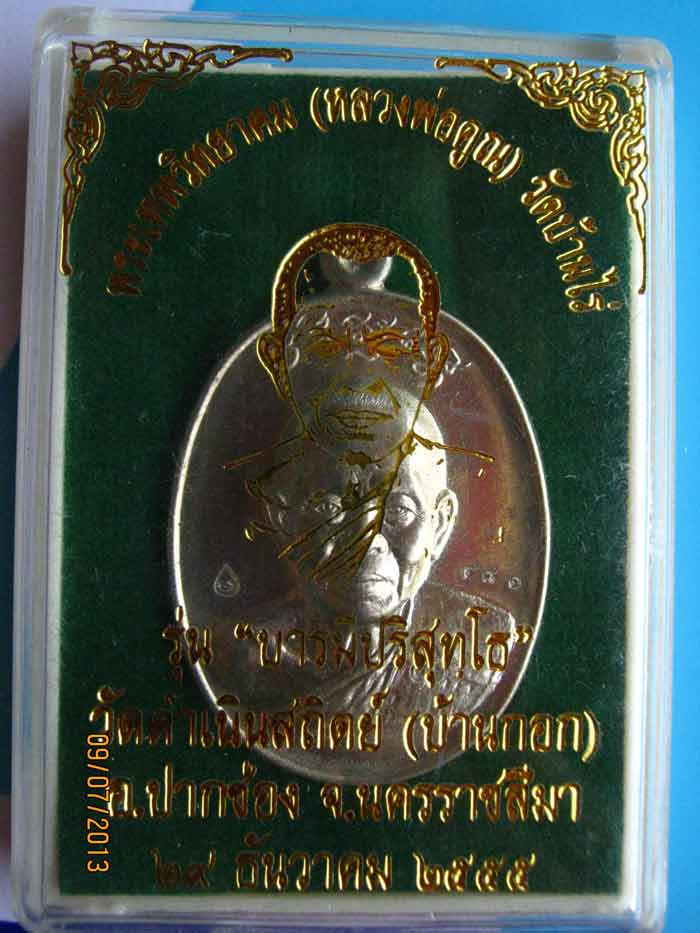 พระเทพวิทยาคม (หลวงพ่อคูณ) วัดบ้านไร่
รุ่น “บารมีปริสุทฺโธ”
วัดดำเนินสถิตย์ (บ้านกอก)
อ.ปากช่อง จ.นครราชสีมา
๒๙ ธันวาคม ๒๕๕๕
09/07/2013